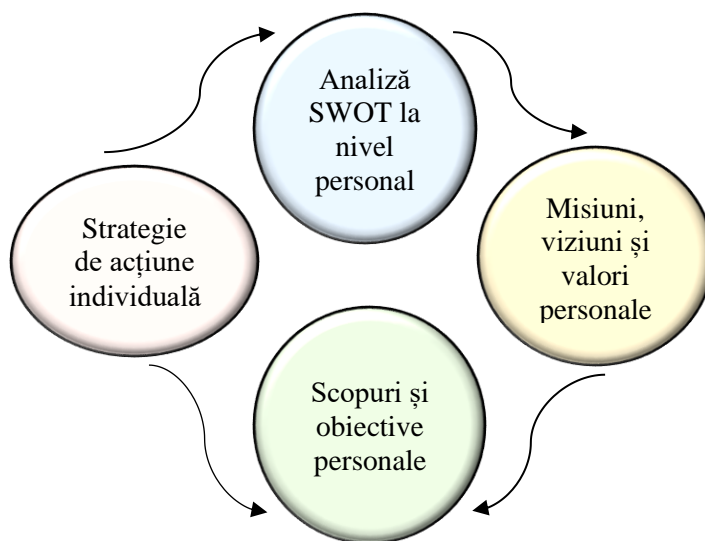 Analiză
SWOT la
nivel
personal
Misiuni,
viziuni și
valori
personale
Strategie
de acțiune
individuală
Scopuri și
obiective
personale